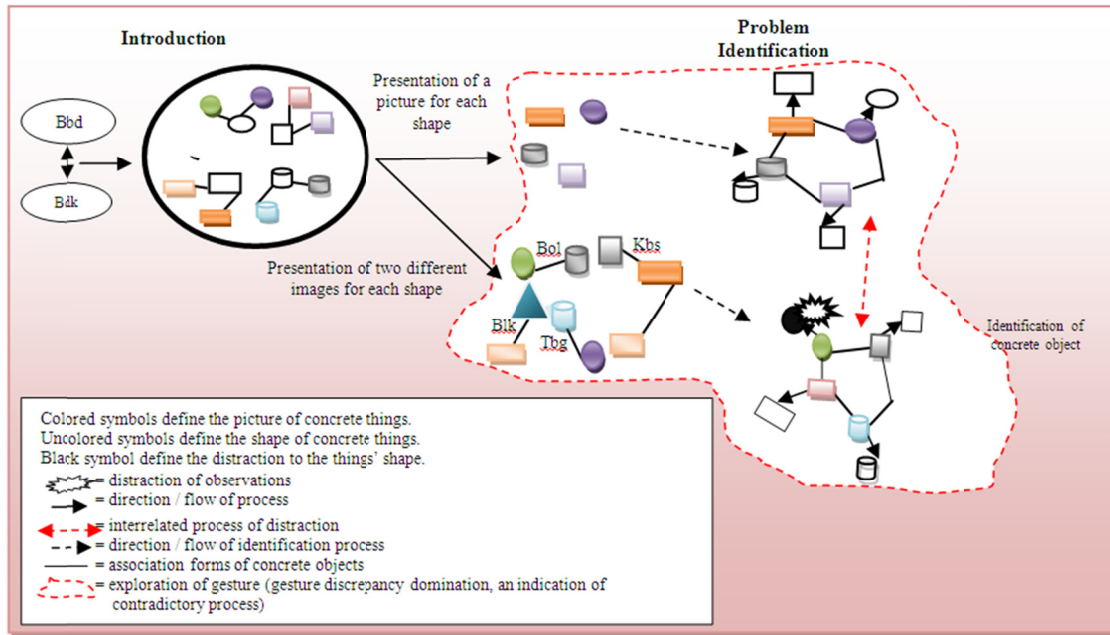 Introduction
Problem
Identification
Presentation of a
picture for each
shape
Bbd
Bdk
Bol
Kbs
Presentation of two different
images for each shape
Blk
Tbg
Identification of
concrete object
Colored symbols define the picture of concrete things.
Uncolored symbols define the shape of concrete things.
Black symbol define the distraction to the things’ shape.
= distraction of observations
= direction / flow of process
= interrelated process of distraction
= direction / flow of identification process
= association forms of concrete objects
= exploration of gesture (gesture discrepancy domination, an indication of
contradictory process)